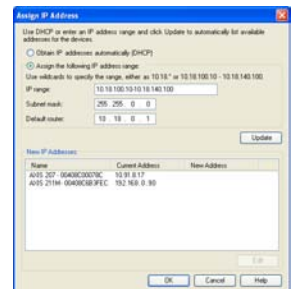 Assign IP Address
Use DHCP or enter an IP address range and click Update to automatically list available
addresses for the devices.
Obtain IP addresses automatically (DHCP)
Assign the following IP address range:
Use wildcards to specify the range, either as 10.18.* or 10.18.100.10 - 10.18.140.100.
IP range: 10.18.100.10-10.18.140.100
Subnet mask: 255 . 255 . 0 . 0
Default router: 10 . 18 . 0 . 1
Update
New IP Addresses
Name Current Address New Address
AXIS 207 - 00408C00078C 10.91.8.17
AXIS 211M - 00408C6B3FEC 192.168.0.90
Edit
OK Cancel Help